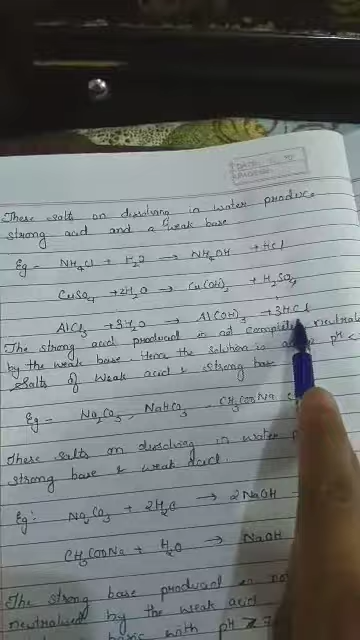 These salts on dissolving in water produce
strong acid and a weak base
Eg - NH4Cl + H2O → NH4OH + HCl
CuSO4 + 2H2O → Cu(OH)2 + H2SO4
AlCl3 + 3H2O → Al(OH)3 + 3HCl
The strong acid produced is not completely neutralis
by the weak base. Hence the solution is pH <
Salts of weak acid & strong base
Eg - Na2CO3, NaHCO3, CH3COONa
These salts on dissolving in water p
strong base & weak acid.
Eg: Na2CO3 + 2H2O → 2NaOH
CH3COONa + H2O → NaOH
The strong base produced is no
neutralised by the weak acid
basic with pH > 7